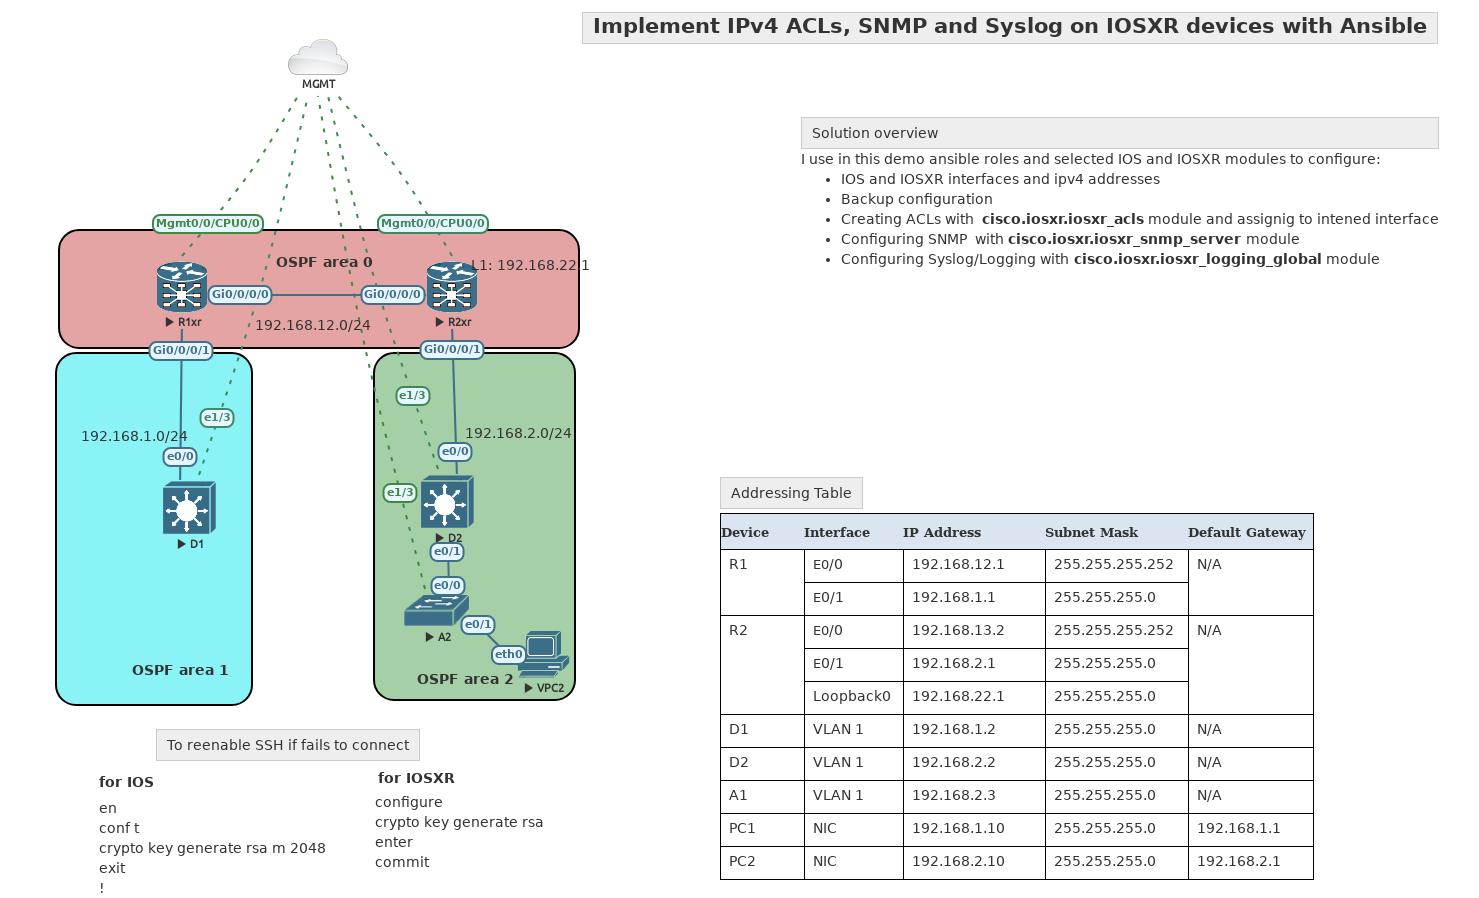 Implement IPv4 ACLs, SNMP and Syslog on IOSXR devices with Ansible
MGMT
Solution overview
I use in this demo ansible roles and selected IOS and IOSXR modules to configure:
• IOS and IOSXR interfaces and ipv4 addresses
• Backup configuration
• Creating ACLs with cisco.iosxr.iosxr_acls module and assignig to intened interface
• Configuring SNMP with cisco.iosxr.iosxr_snmp_server module
• Configuring Syslog/Logging with cisco.iosxr.iosxr_logging_global module
Mgmt0/0/CPU0/0 Mgmt0/0/CPU0/0
OSPF area 0 L1: 192.168.22.1
Gi0/0/0/0 Gi0/0/0/0
R1xr R2xr
192.168.12.0/24
Gi0/0/0/1 Gi0/0/0/1
e1/3
e1/3
192.168.1.0/24 192.168.2.0/24
e0/0 e0/0
e1/3
D1 D2
e0/1
e0/0
e0/1
A2
eth0
OSPF area 1 OSPF area 2
VPC2
Addressing Table
Device Interface IP Address Subnet Mask Default Gateway
R1 E0/0 192.168.12.1 255.255.255.252 N/A
E0/1 192.168.1.1 255.255.255.0
R2 E0/0 192.168.13.2 255.255.255.252 N/A
E0/1 192.168.2.1 255.255.255.0
Loopback0 192.168.22.1 255.255.255.0
D1 VLAN 1 192.168.1.2 255.255.255.0 N/A
D2 VLAN 1 192.168.2.2 255.255.255.0 N/A
A1 VLAN 1 192.168.2.3 255.255.255.0 N/A
PC1 NIC 192.168.1.10 255.255.255.0 192.168.1.1
PC2 NIC 192.168.2.10 255.255.255.0 192.168.2.1
To reenable SSH if fails to connect
for IOS
en
conf t
crypto key generate rsa m 2048
exit
!
for IOSXR
configure
crypto key generate rsa
enter
commit